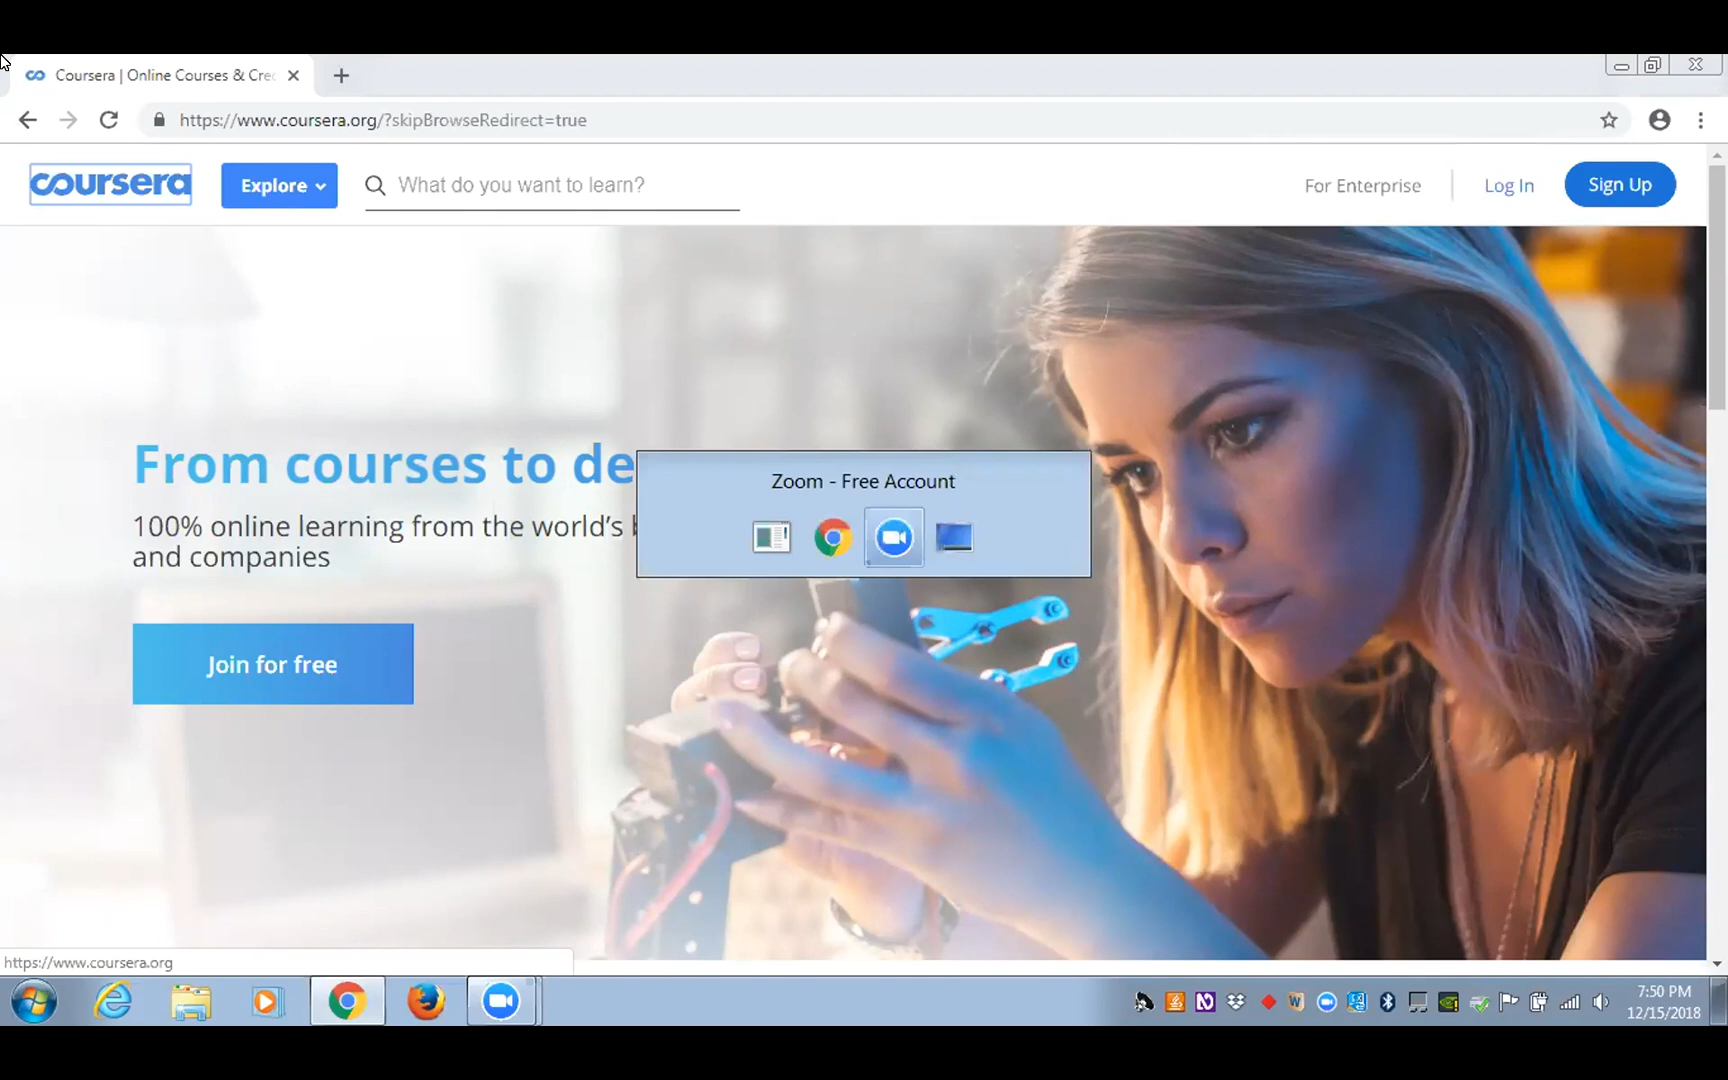 Coursera | Online Courses & Cre
https://www.coursera.org/?skipBrowseRedirect=true
coursera
Explore
What do you want to learn?
For Enterprise
Log In
Sign Up
From courses to de
Zoom - Free Account
100% online learning from the world's
and companies
Join for free
https://www.coursera.org
7:50 PM
12/15/2018